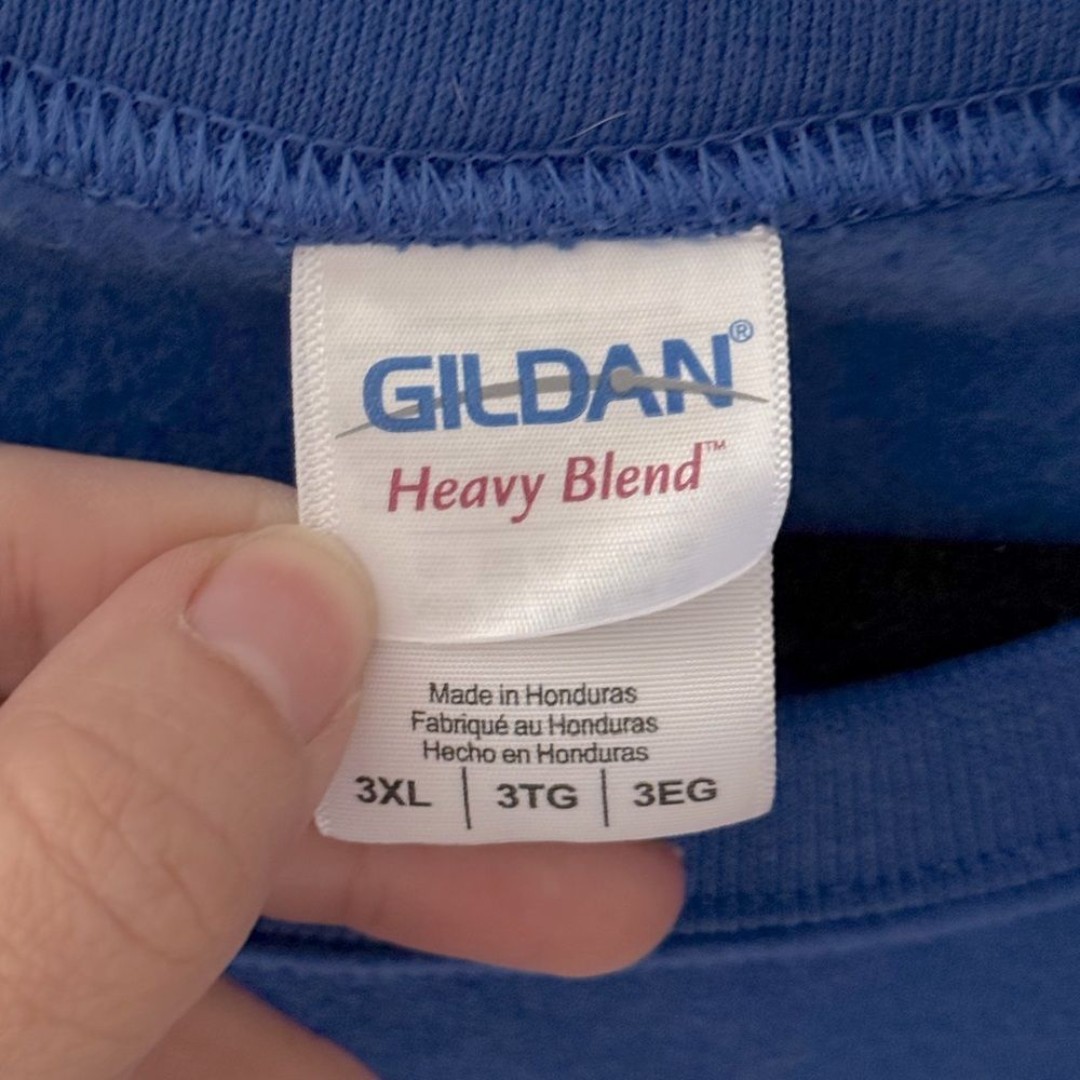 GILDAN®
Heavy Blend™
Made in Honduras
Fabriqué au Honduras
Hecho en Honduras
3XL | 3TG | 3EG